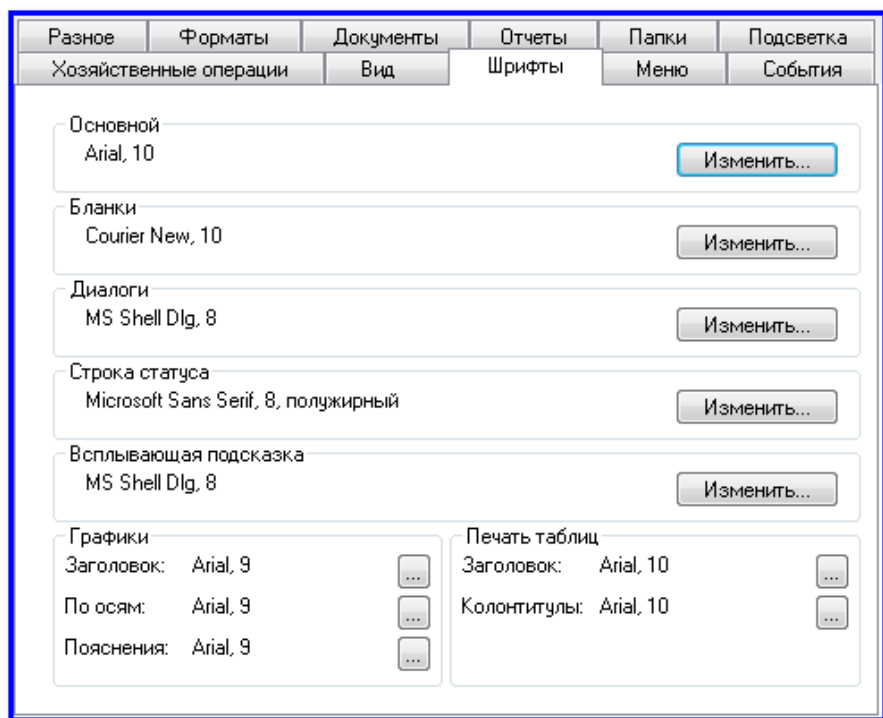 Разное Форматы Документы Отчеты Папки Подсветка
Хозяйственные операции Вид Шрифты Меню События
Основной
Arial, 10 Изменить...
Бланки
Courier New, 10 Изменить...
Диалоги
MS Shell Dlg, 8 Изменить...
Строка статуса
Microsoft Sans Serif, 8, полужирный Изменить...
Всплывающая подсказка
MS Shell Dlg, 8 Изменить...
Графики Печать таблиц
Заголовок: Arial, 9 ... Заголовок: Arial, 10 ...
По осям: Arial, 9 ... Колонтитулы: Arial, 10 ...
Пояснения: Arial, 9 ...